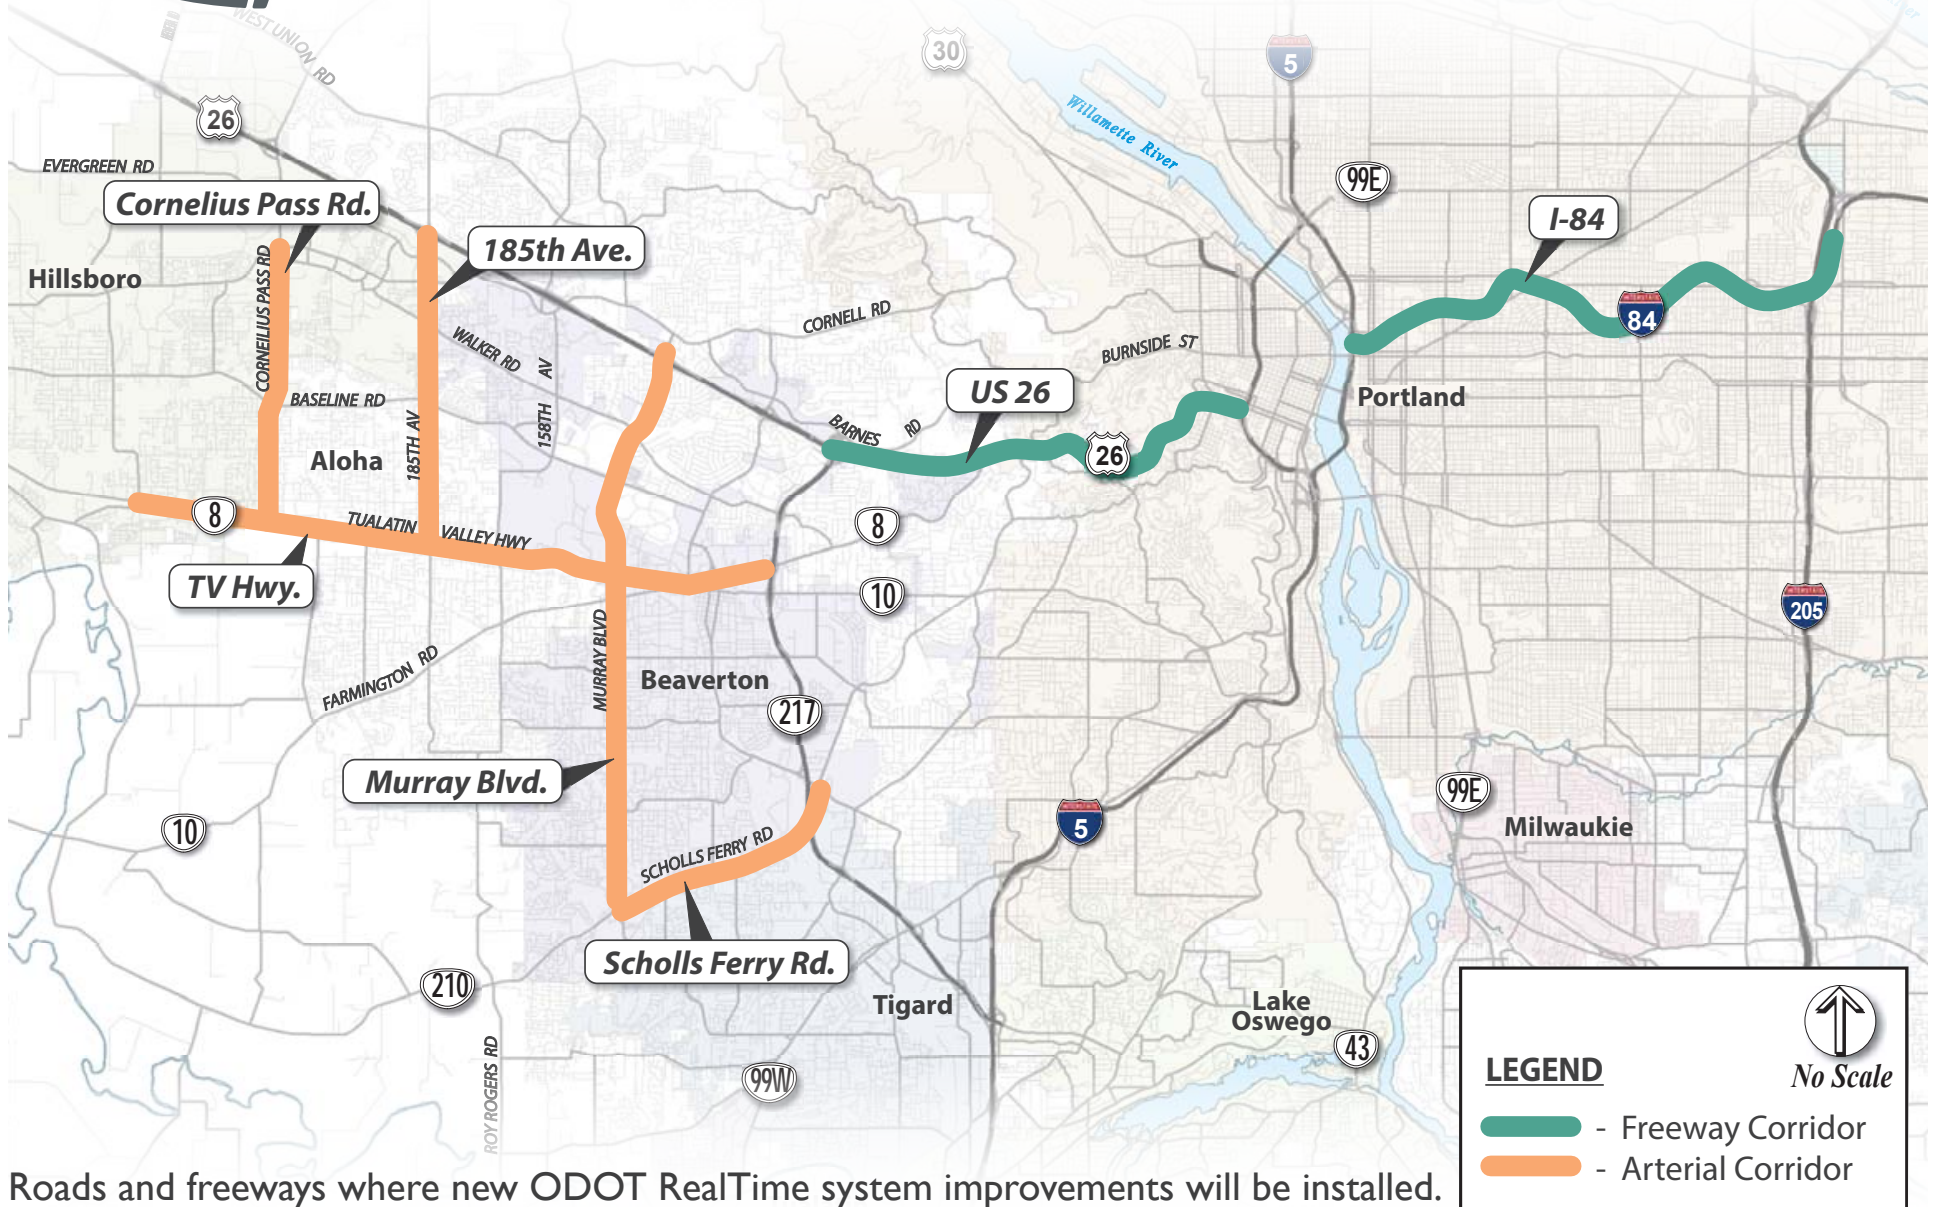 WEST UNION RD
30
5
26
Willamette River
EVERGREEN RD
99E
Cornelius Pass Rd.
I-84
185th Ave.
Hillsboro
CORNEILIUS PASS RD
CORNELL RD
84
WALKER RD
158TH AV
BURNSIDE ST
US 26
BASELINE RD
Portland
185TH AV
BARNES RD
Aloha
26
8
TUALATIN VALLEY HWY
8
TV Hwy.
10
205
MURRAY BLVD
FARMINGTON RD
Beaverton
217
Murray Blvd.
99E
10
5
Milwaukie
SCHOLLS FERRY RD
Scholls Ferry Rd.
210
Tigard
Lake
Oswego
43
ROY ROGERS RD
99W
No Scale
LEGEND
- Freeway Corridor
- Arterial Corridor
Roads and freeways where new ODOT RealTime system improvements will be installed.